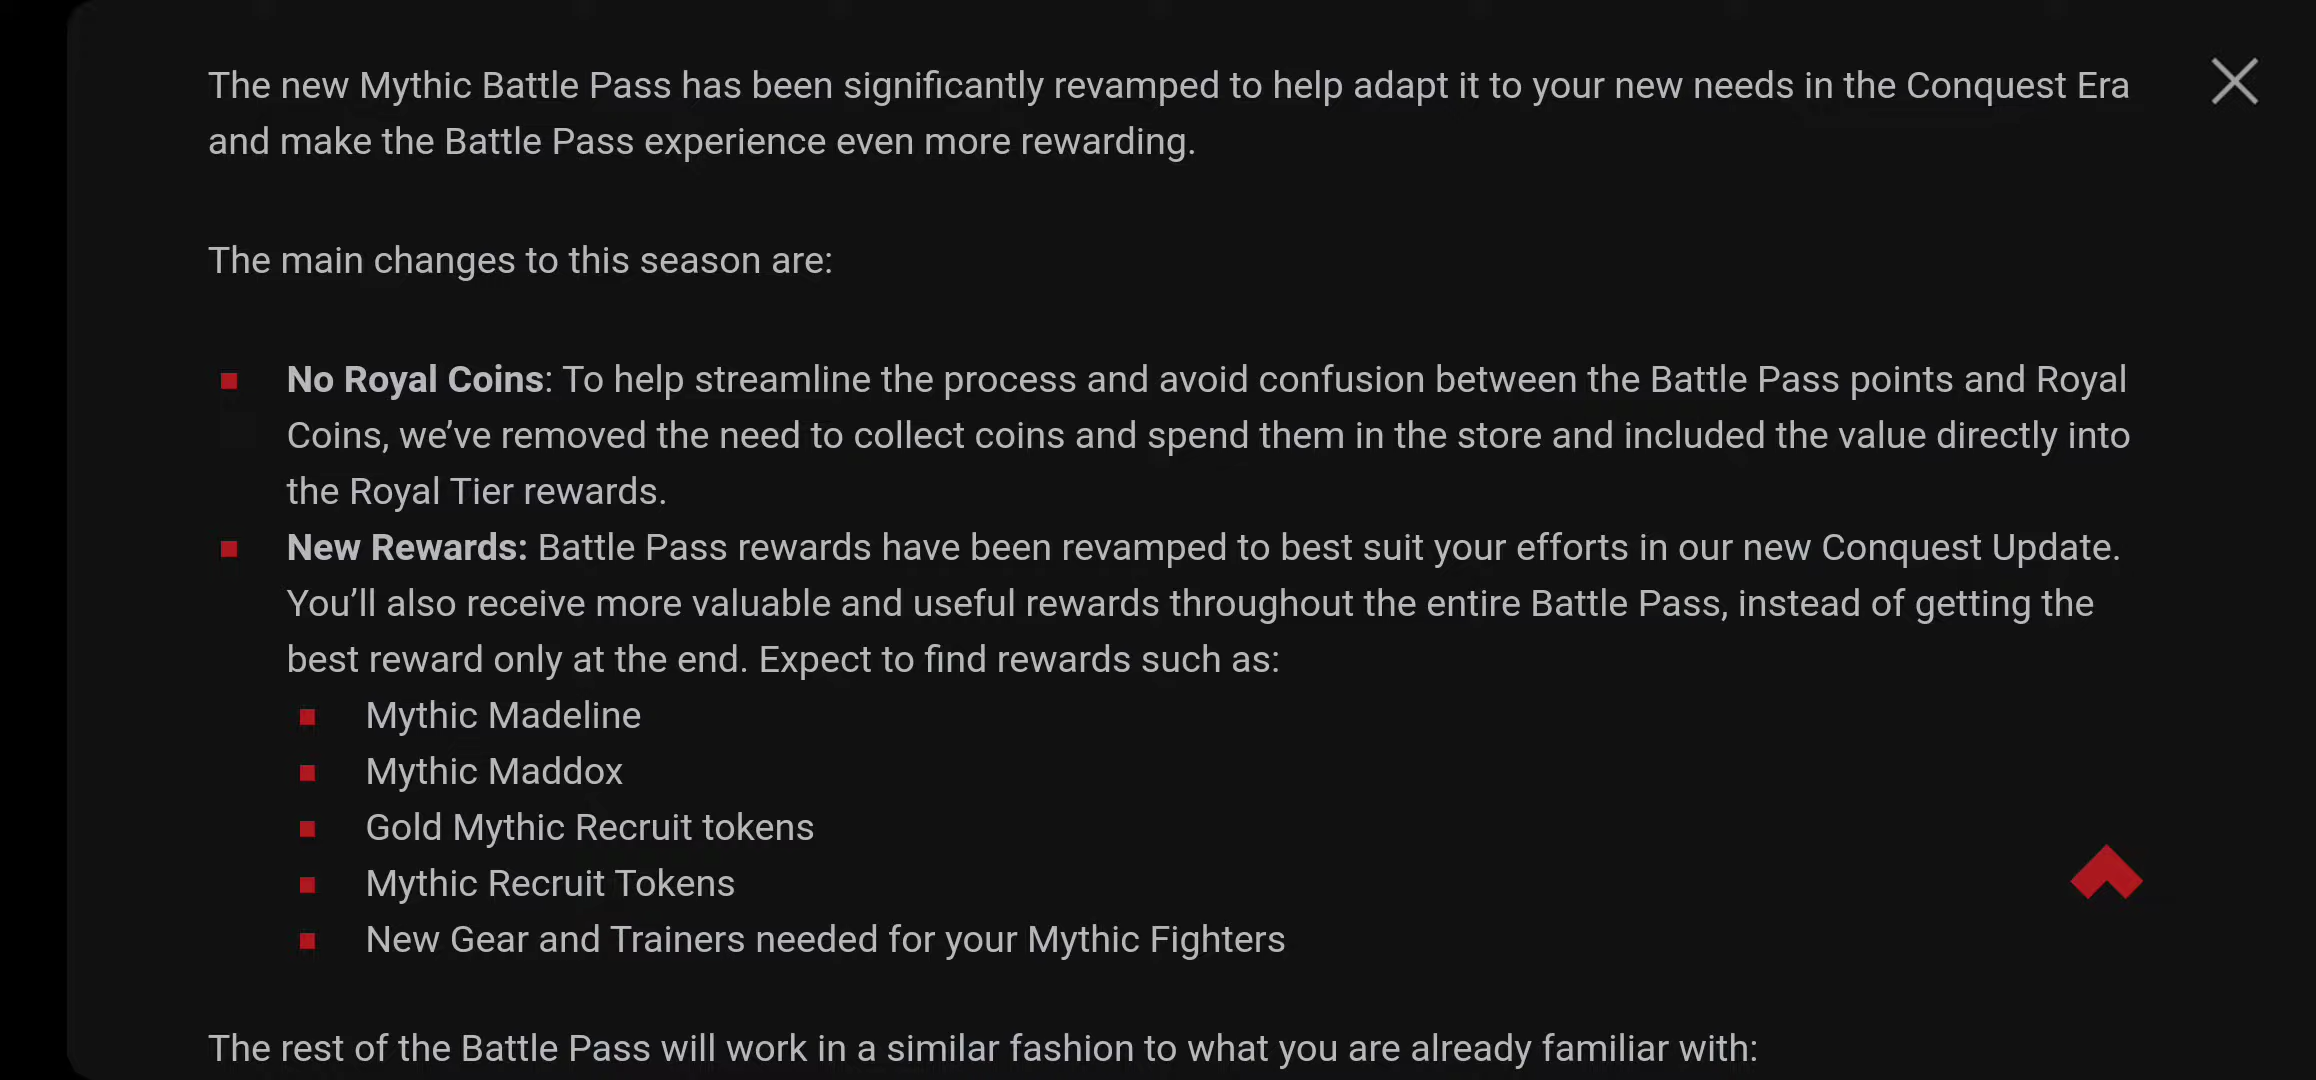 The new Mythic Battle Pass has been significantly revamped to help adapt it to your new needs in the Conquest Era
and make the Battle Pass experience even more rewarding.
The main changes to this season are:
No Royal Coins: To help streamline the process and avoid confusion between the Battle Pass points and Royal
Coins, we’ve removed the need to collect coins and spend them in the store and included the value directly into
the Royal Tier rewards.
New Rewards: Battle Pass rewards have been revamped to best suit your efforts in our new Conquest Update.
You’ll also receive more valuable and useful rewards throughout the entire Battle Pass, instead of getting the
best reward only at the end. Expect to find rewards such as:
Mythic Madeline
Mythic Maddox
Gold Mythic Recruit tokens
Mythic Recruit Tokens
New Gear and Trainers needed for your Mythic Fighters
The rest of the Battle Pass will work in a similar fashion to what you are already familiar with: